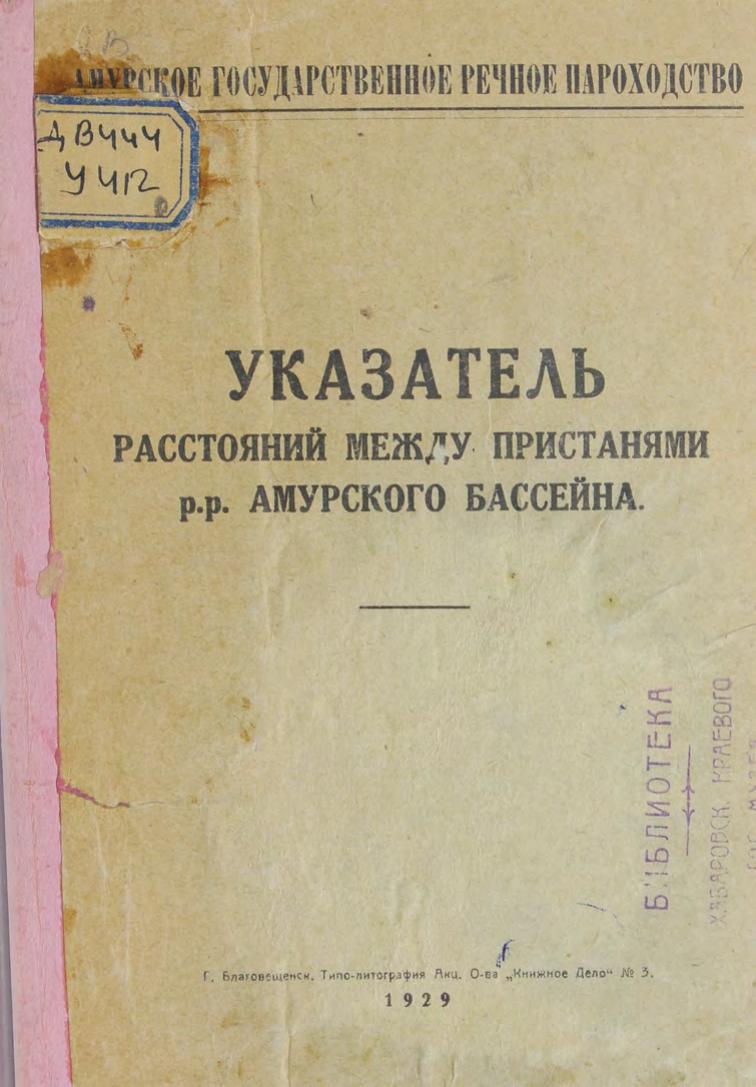 АМУРСКОЕ ГОСУДАРСТВЕННОЕ РЕЧНОЕ ПАРОХОДСТВО
ДВ444
У 412
УКАЗАТЕЛЬ
РАССТОЯНИЙ МЕЖДУ ПРИСТАНЯМИ
р.р. АМУРСКОГО БАССЕЙНА.
БИБЛИОТЕКА
ХАБАРОВСК КРАЕВОГО
Г. Благовещенск. Типо-литография Акц. О-ва „Книжное Дело“ № 3.
1929